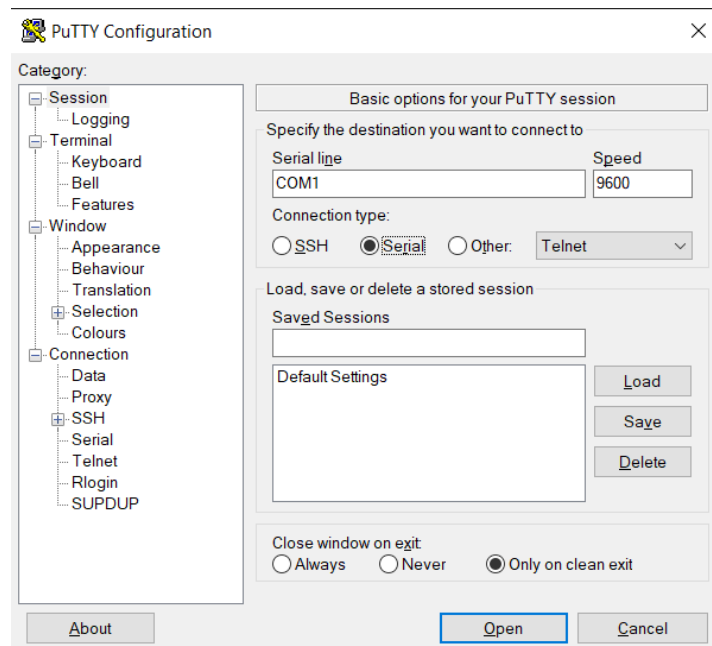 PuTTY Configuration
Category:
Session
Logging
Terminal
Keyboard
Bell
Features
Window
Appearance
Behaviour
Translation
Selection
Colours
Connection
Data
Proxy
SSH
Serial
Telnet
Rlogin
SUPDUP
Basic options for your PuTTY session
Specify the destination you want to connect to
Serial line Speed
COM1 9600
Connection type:
SSH Serial Other: Telnet
Load, save or delete a stored session
Saved Sessions
Default Settings
Load
Save
Delete
Close window on exit:
Always Never Only on clean exit
About Open Cancel